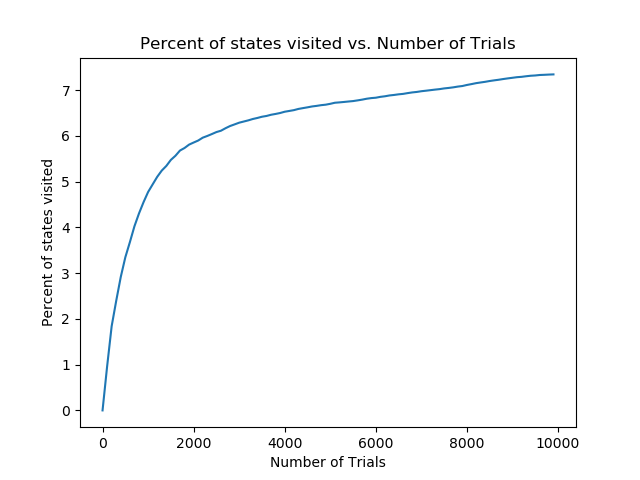 Percent of states visited vs. Number of Trials
Percent of states visited
7
6
5
4
3
2
1
0
0 2000 4000 6000 8000 10000
Number of Trials